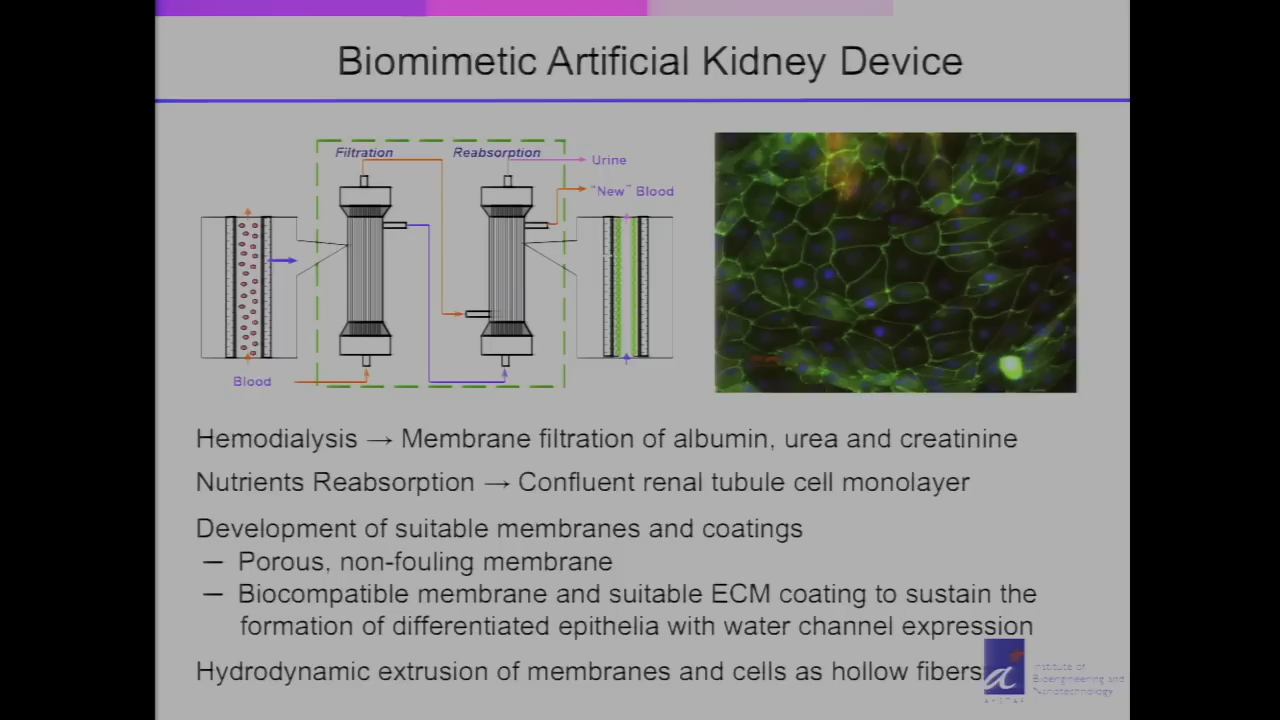 Biomimetic Artificial Kidney Device
Filtration
Reabsorption
Urine
"New" Blood
Blood
Hemodialysis → Membrane filtration of albumin, urea and creatinine
Nutrients Reabsorption → Confluent renal tubule cell monolayer
Development of suitable membranes and coatings
— Porous, non-fouling membrane
— Biocompatible membrane and suitable ECM coating to sustain the
formation of differentiated epithelia with water channel expression
Hydrodynamic extrusion of membranes and cells as hollow fibers
Institute of
Bioengineering and
Nanotechnology